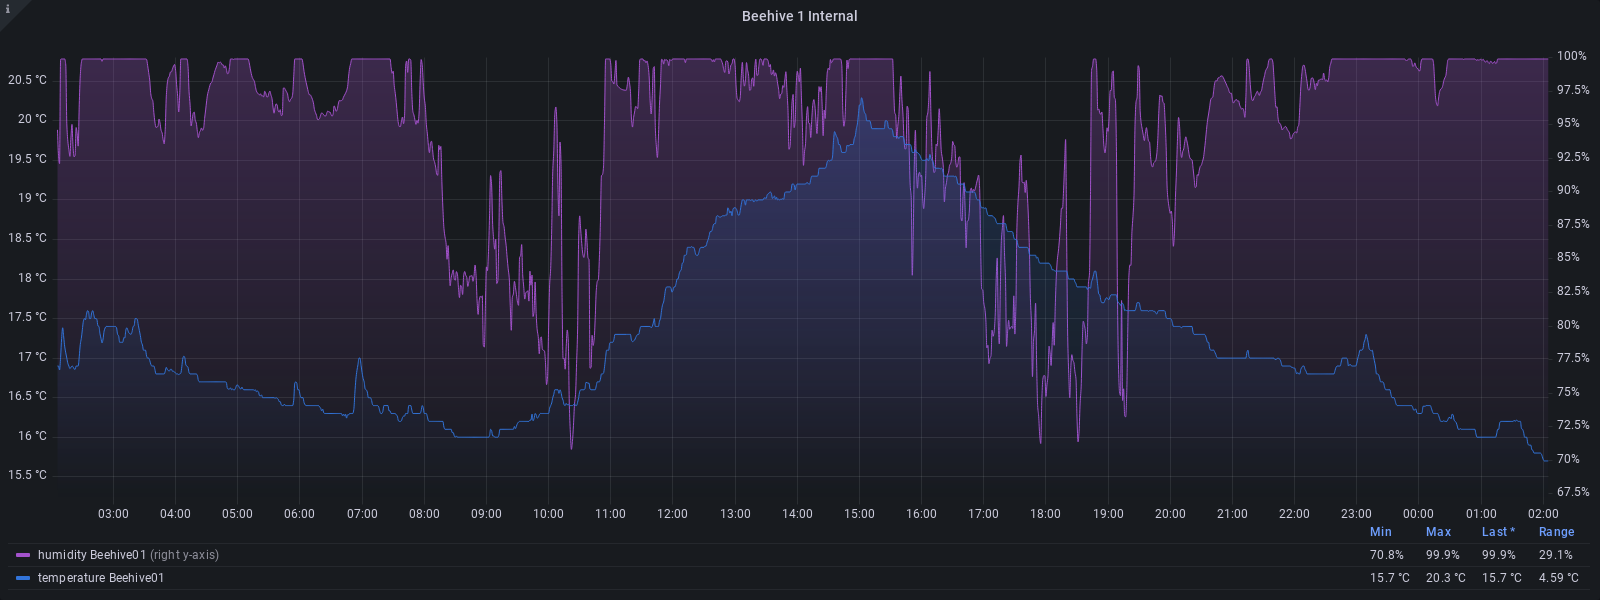 i
Beehive 1 Internal
20.5 °C
20 °C
19.5 °C
19 °C
18.5 °C
18 °C
17.5 °C
17 °C
16.5 °C
16 °C
15.5 °C
100%
97.5%
95%
92.5%
90%
87.5%
85%
82.5%
80%
77.5%
75%
72.5%
70%
67.5%
03:00 04:00 05:00 06:00 07:00 08:00 09:00 10:00 11:00 12:00 13:00 14:00 15:00 16:00 17:00 18:00 19:00 20:00 21:00 22:00 23:00 00:00 01:00 02:00
Min Max Last * Range
humidity Beehive01 (right y-axis) 70.8% 99.9% 99.9% 29.1%
temperature Beehive01 15.7 °C 20.3 °C 15.7 °C 4.59 °C